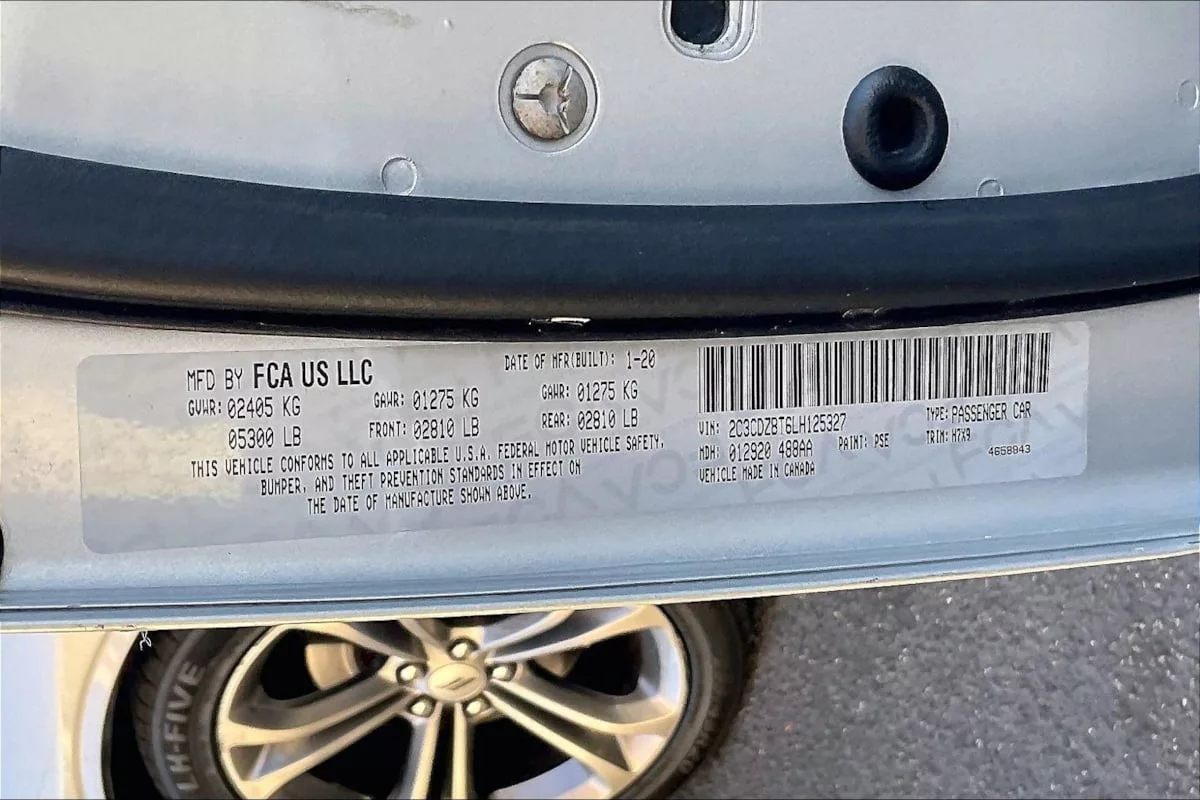 MFD BY FCA US LLC
DATE OF MFR(BUILT): 1-20
GVWR: 02405 KG
GAWR: 01275 KG
GAWR: 01275 KG
05300 LB
FRONT: 02810 LB
REAR: 02810 LB
THIS VEHICLE CONFORMS TO ALL APPLICABLE U.S.A. FEDERAL MOTOR VEHICLE SAFETY,
BUMPER, AND THEFT PREVENTION STANDARDS IN EFFECT ON
THE DATE OF MANUFACTURE SHOWN ABOVE.
VIN: 2C3CDZBT6LH125327
TYPE: PASSENGER CAR
MDH: 012920 488AA
PAINT: PSE
TRIM: H7X9
VEHICLE MADE IN CANADA
4658843
LH-FIVE